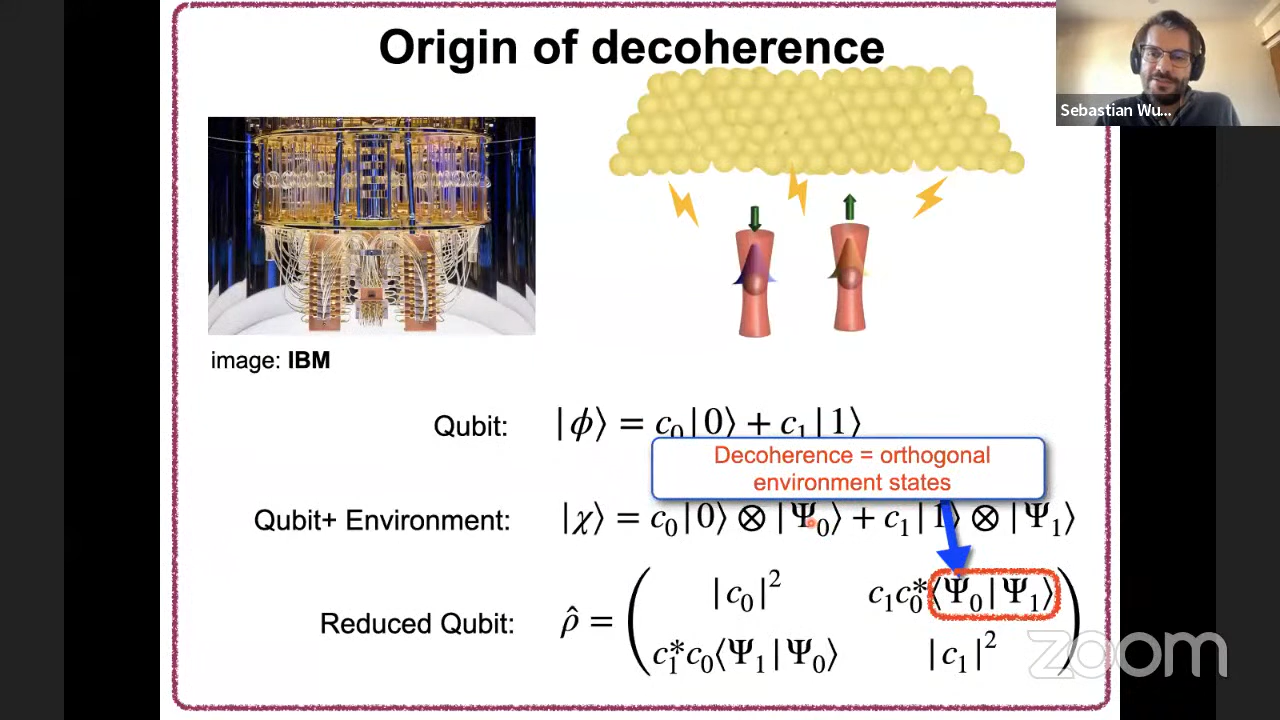 Origin of decoherence
Sebastian Wu...
image: IBM
Qubit: |ϕ⟩ = c₀|0⟩ + c₁|1⟩
Decoherence = orthogonal
environment states
Qubit+ Environment: |χ⟩ = c₀|0⟩ ⊗ |Ψ₀⟩ + c₁|1⟩ ⊗ |Ψ₁⟩
Reduced Qubit: ρ̂ = ( |c₀|² c₁c₀*⟨Ψ₀|Ψ₁⟩
c₁*c₀⟨Ψ₁|Ψ₀⟩ |c₁|² )
zoom